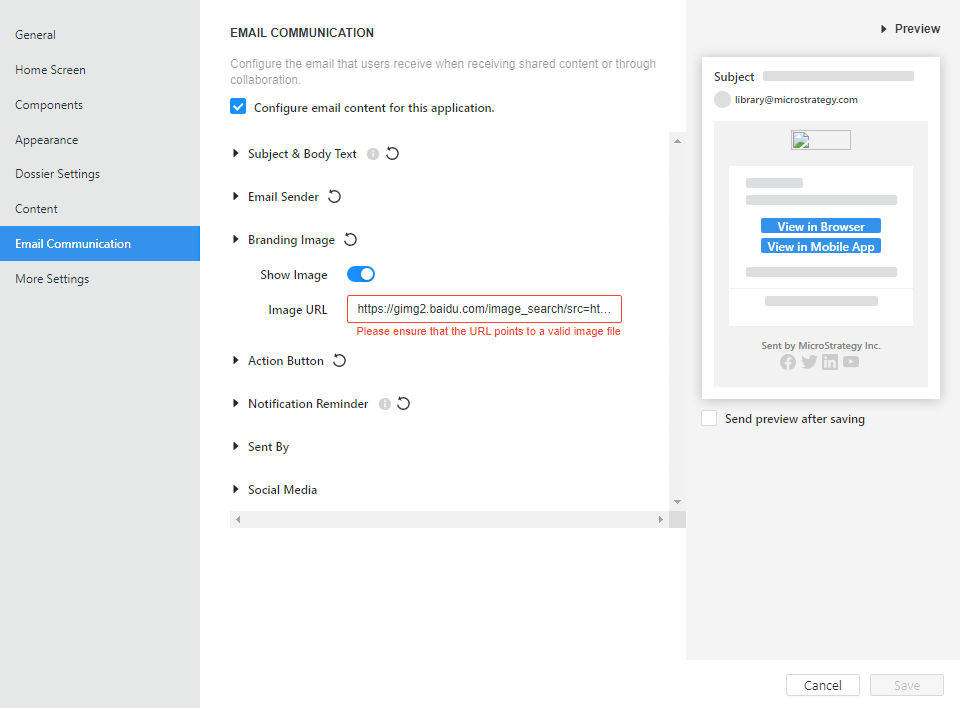 General
Home Screen
Components
Appearance
Dossier Settings
Content
Email Communication
More Settings
EMAIL COMMUNICATION
Configure the email that users receive when receiving shared content or through
collaboration.
Configure email content for this application.
Subject & Body Text
Email Sender
Branding Image
Show Image
Image URL
https://gimg2.baidu.com/image_search/src=ht...
Please ensure that the URL points to a valid image file
Action Button
Notification Reminder
Sent By
Social Media
Preview
Subject
library@microstrategy.com
View in Browser
View in Mobile App
Sent by MicroStrategy Inc.
Send preview after saving
Cancel
Save